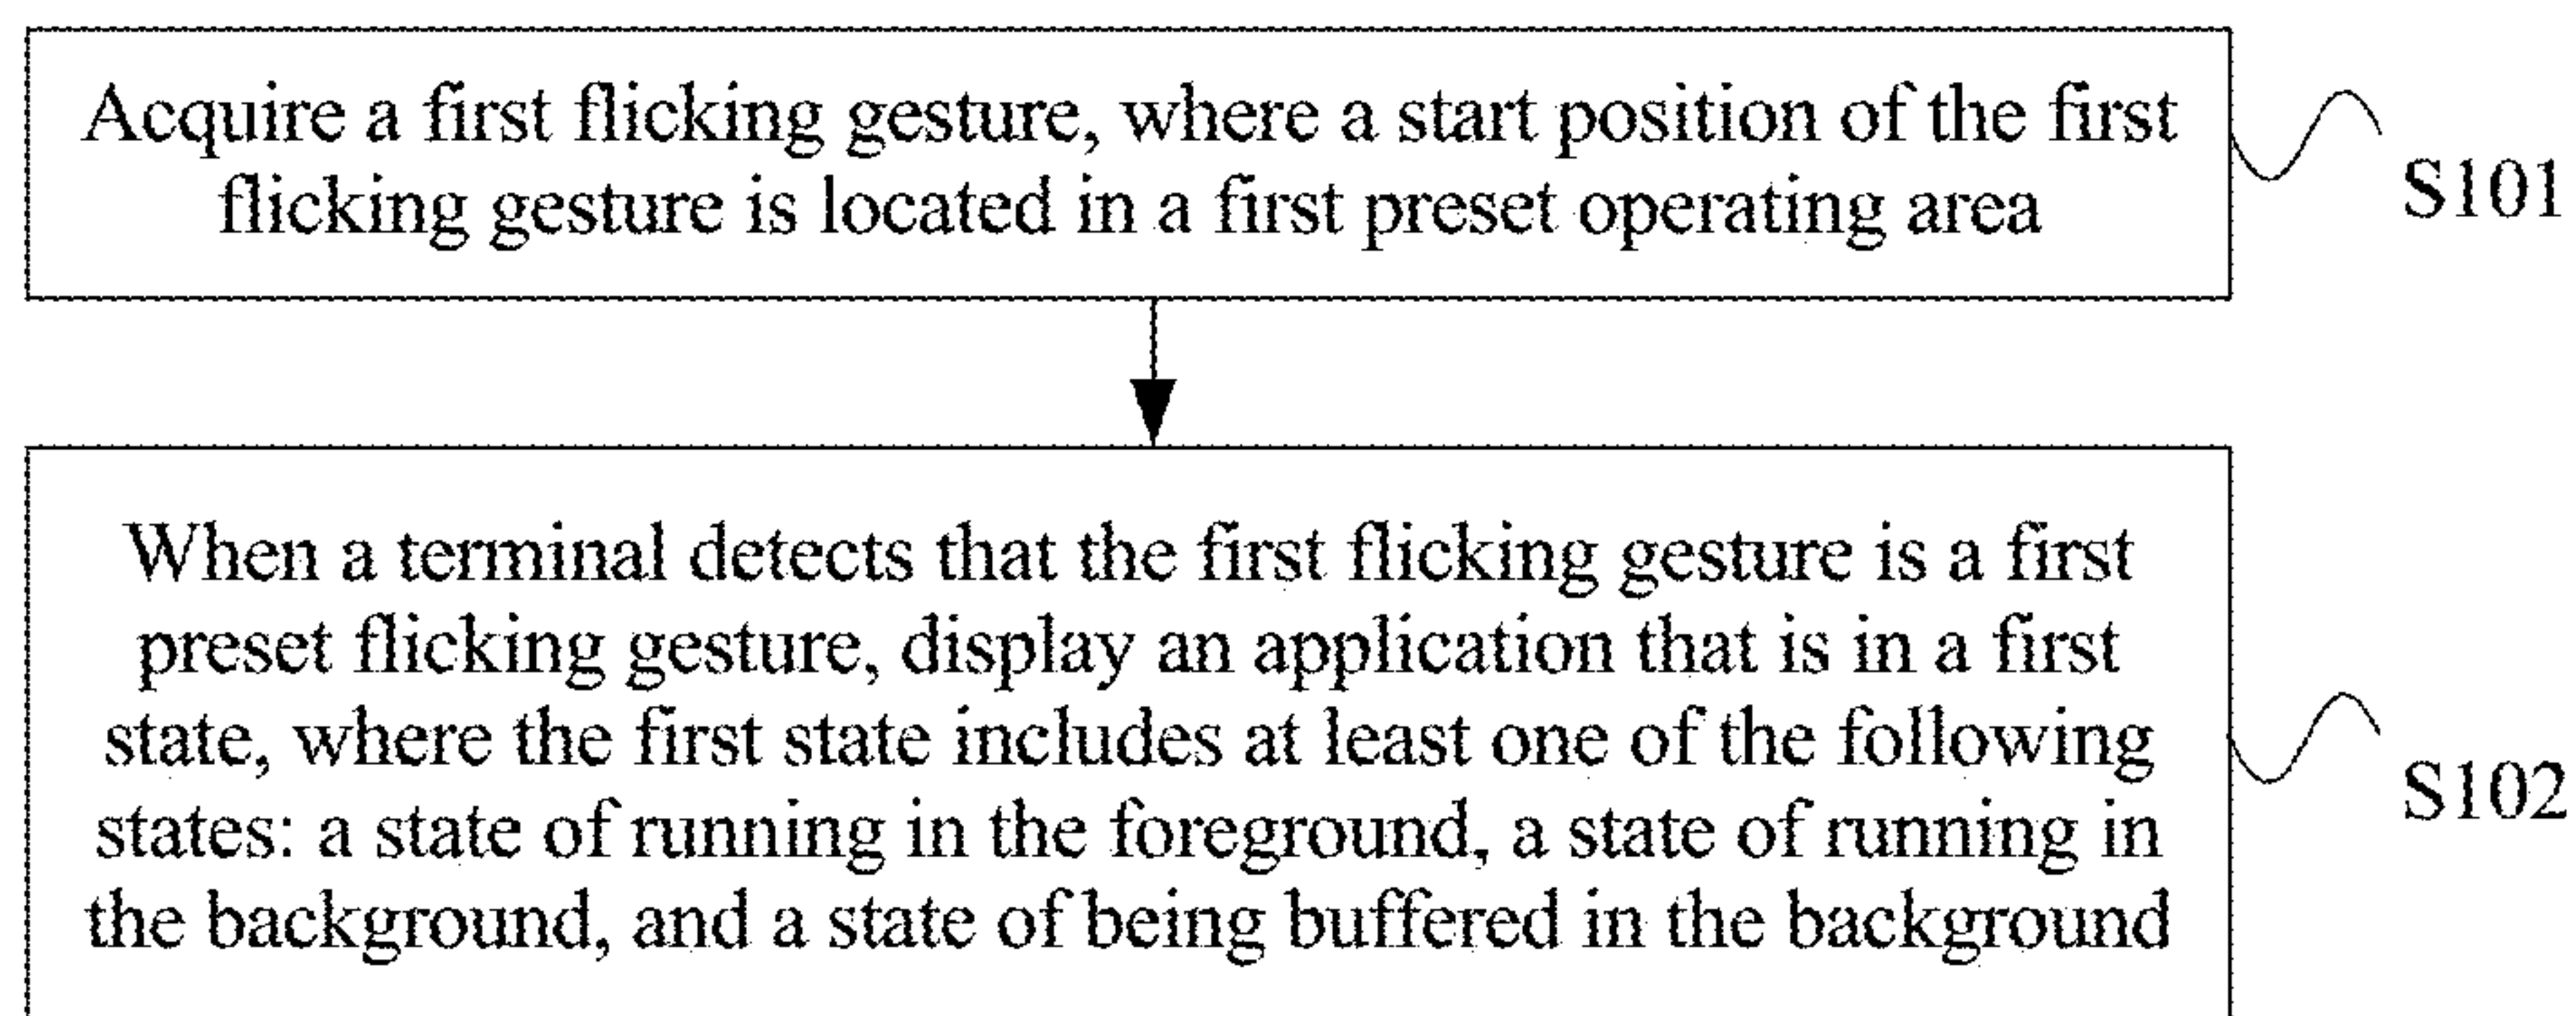 Acquire a first flicking gesture, where a start position of the first
flicking gesture is located in a first preset operating area
S101
When a terminal detects that the first flicking gesture is a first
preset flicking gesture, display an application that is in a first
state, where the first state includes at least one of the following
states: a state of running in the foreground, a state of running in
the background, and a state of being buffered in the background
S102